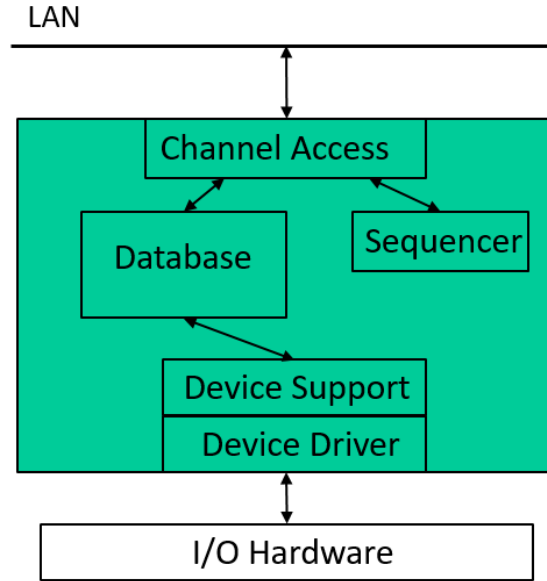 LAN
Channel Access
Database
Sequencer
Device Support
Device Driver
I/O Hardware